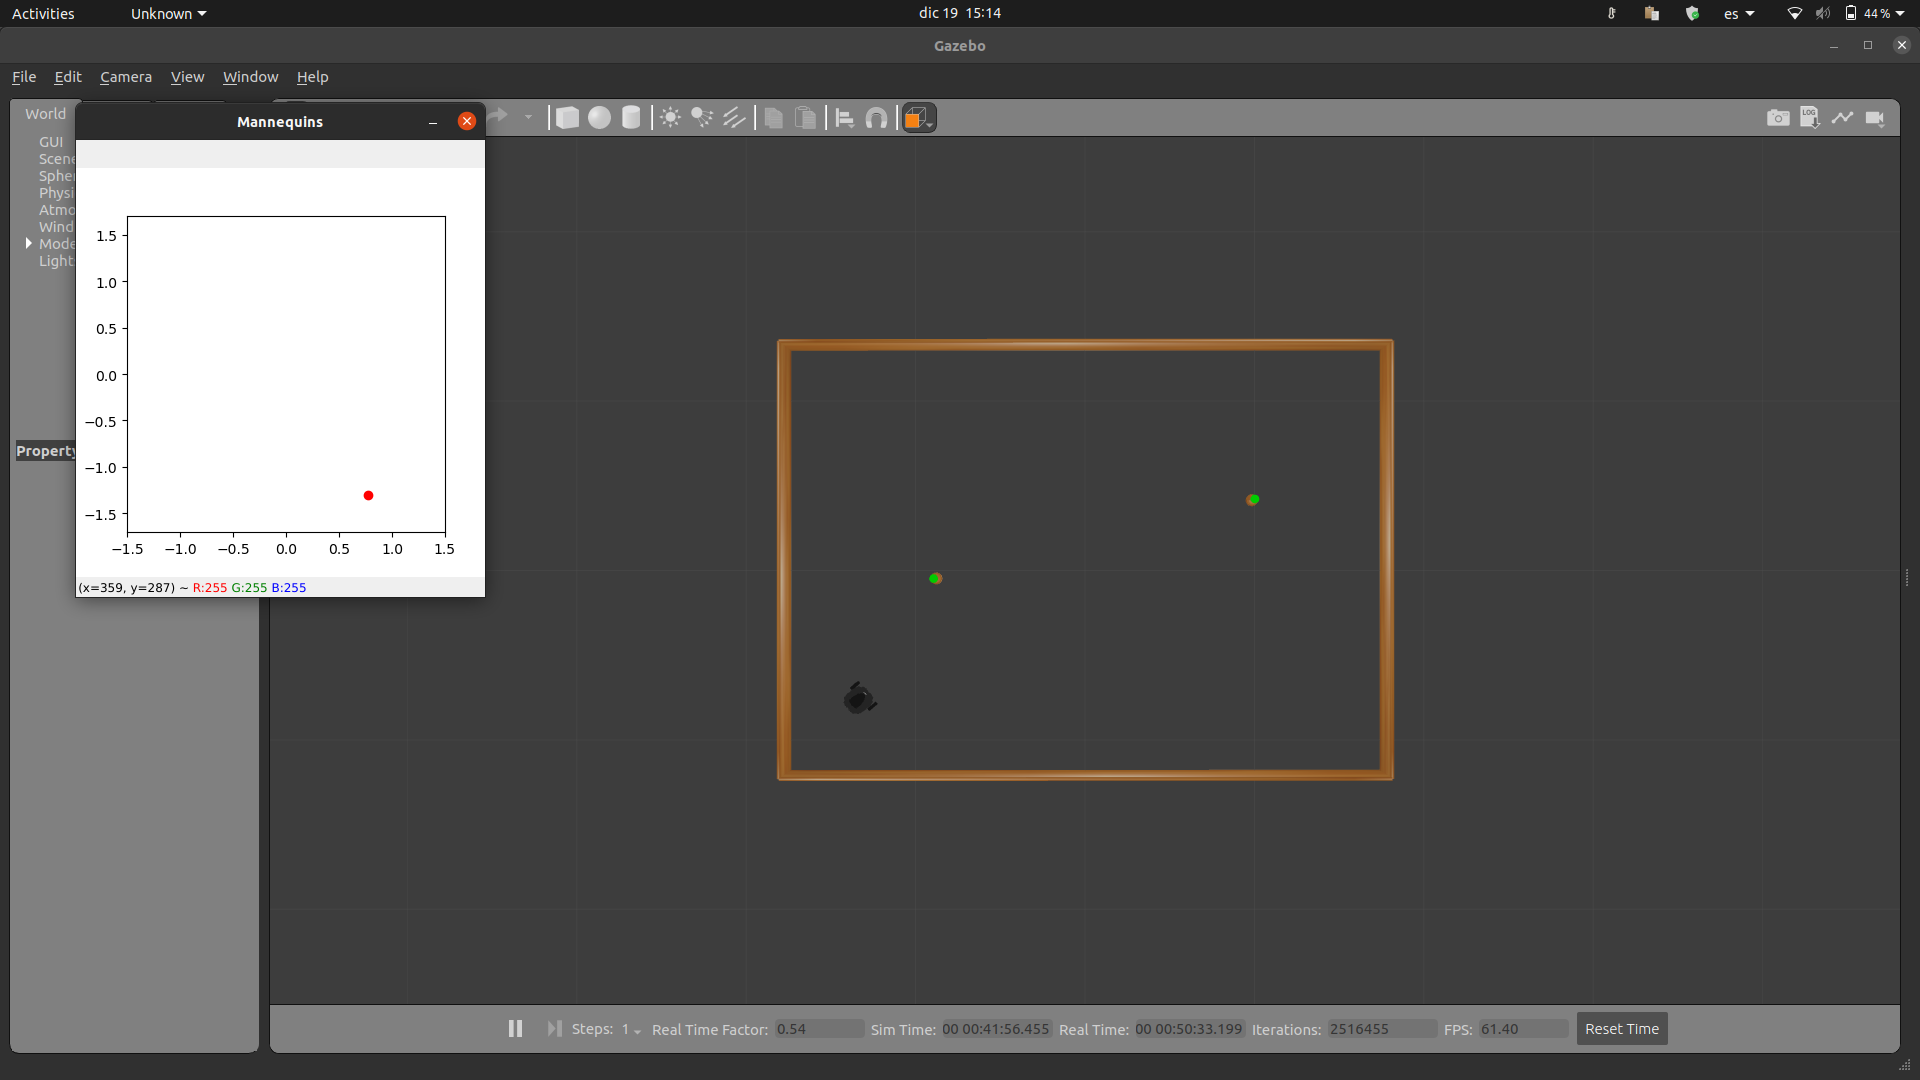 Activities Unknown dic 19 15:14 es 44 %
Gazebo
File Edit Camera View Window Help
World
GUI
Scene
Spher
Physi
Atmo
Wind
Mode
Light
Property
Mannequins
1.5
1.0
0.5
0.0
−0.5
−1.0
−1.5
−1.5 −1.0 −0.5 0.0 0.5 1.0 1.5
(x=359, y=287) ~ R:255 G:255 B:255
LOG
Steps: 1 Real Time Factor: 0.54 Sim Time: 00 00:41:56.455 Real Time: 00 00:50:33.199 Iterations: 2516455 FPS: 61.40 Reset Time